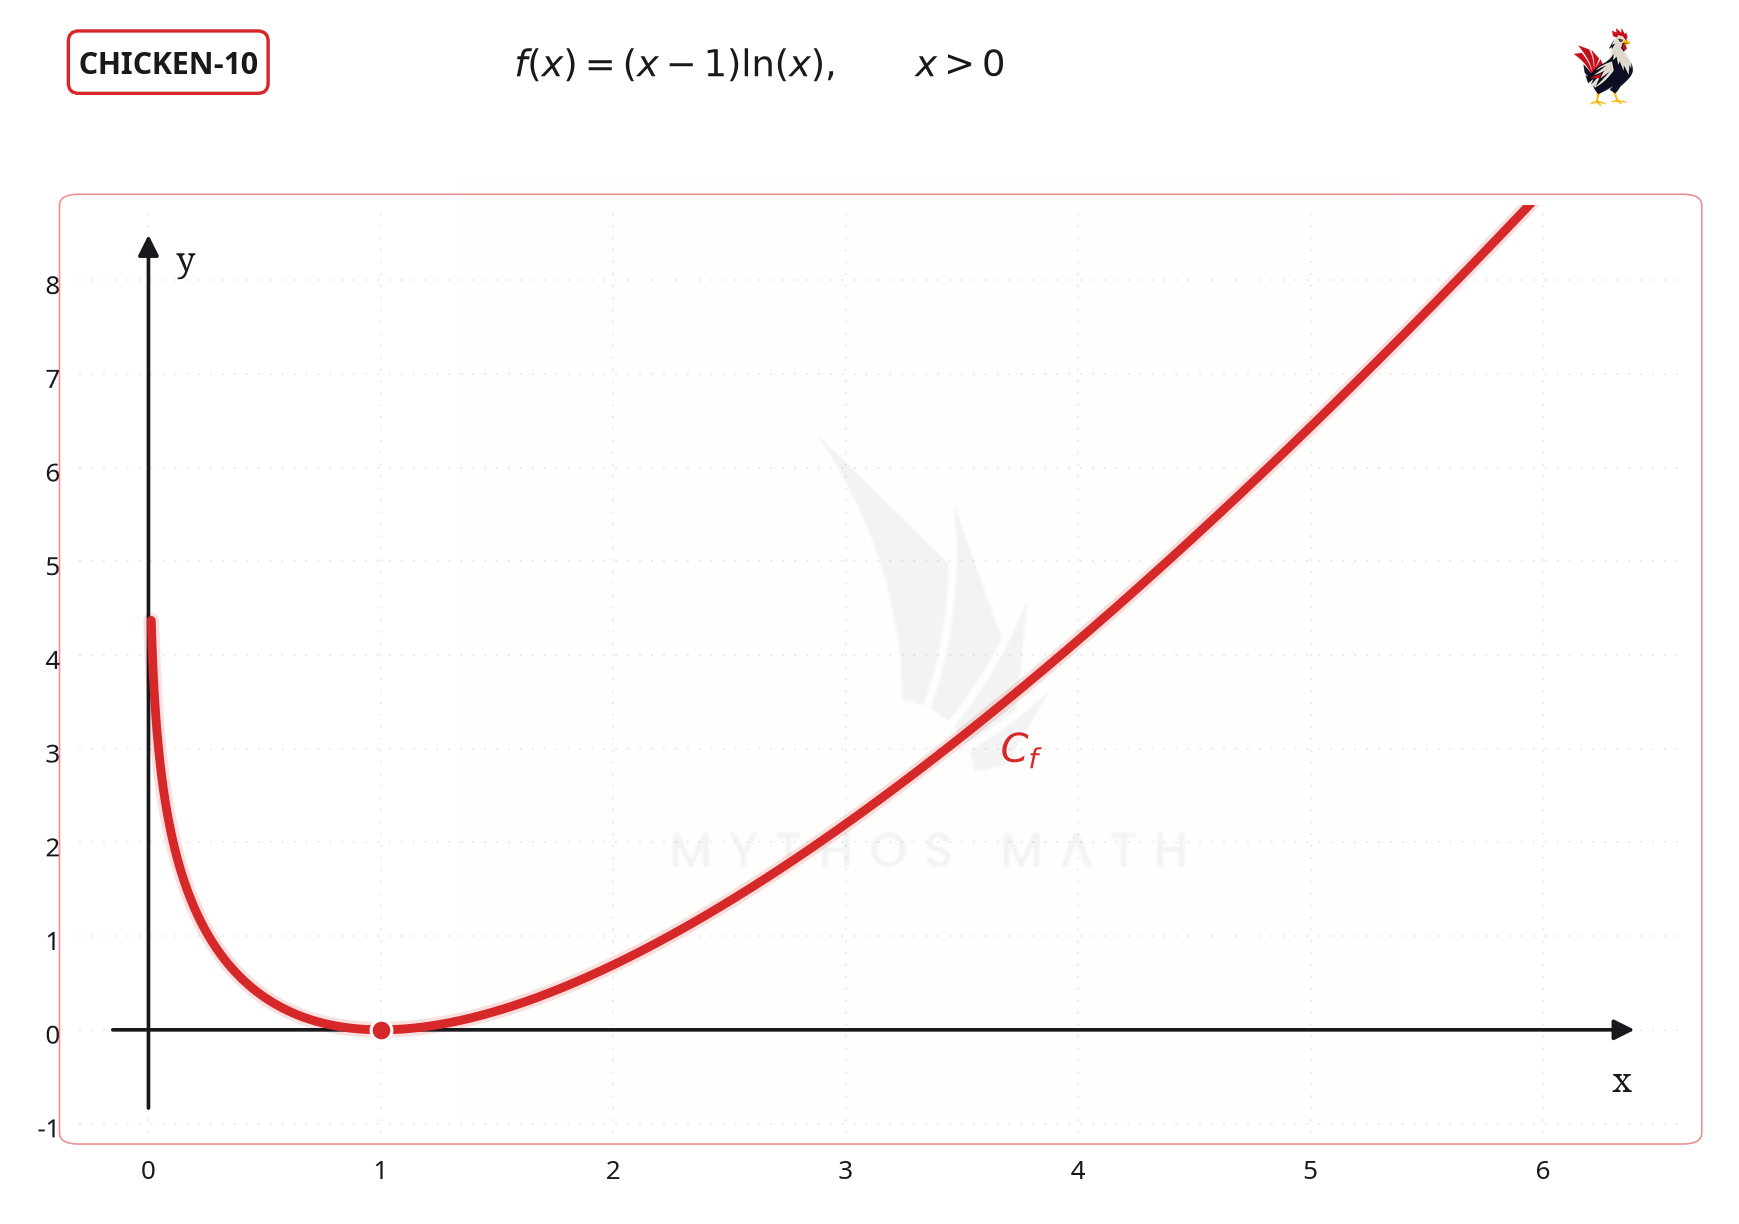 CHICKEN-10
f(x) = (x − 1)ln(x), x > 0
y
8
7
6
5
4
3
2
1
0
-1
C_f
MYTHOS MATH
x
0 1 2 3 4 5 6